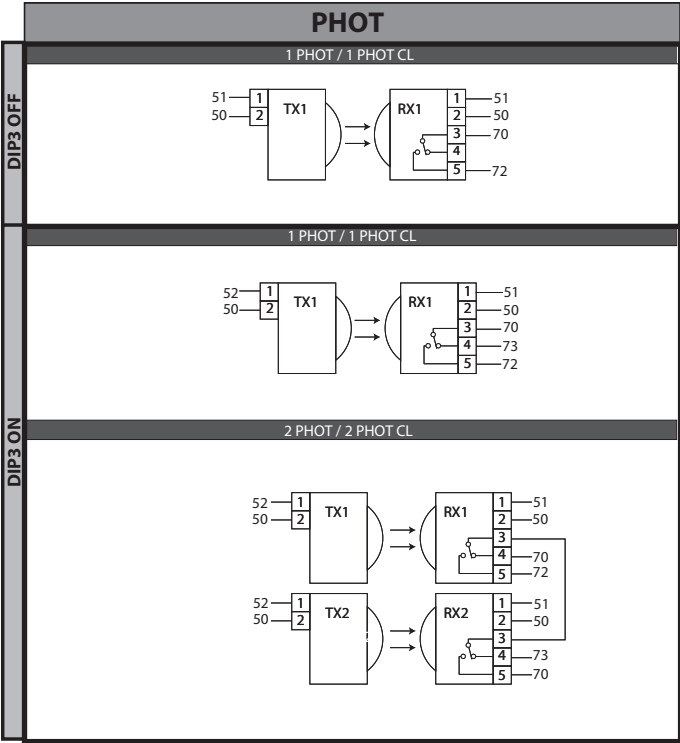 PHOT
DIP3 OFF
1 PHOT / 1 PHOT CL
51 1 TX1 RX1 1 51
50 2 2 50
3 70
4
5 72
DIP3 ON
1 PHOT / 1 PHOT CL
52 1 TX1 RX1 1 51
50 2 2 50
3 70
4 73
5 72
2 PHOT / 2 PHOT CL
52 1 TX1 RX1 1 51
50 2 2 50
3
4 70
5 72
52 1 TX2 RX2 1 51
50 2 2 50
3
4 73
5 70